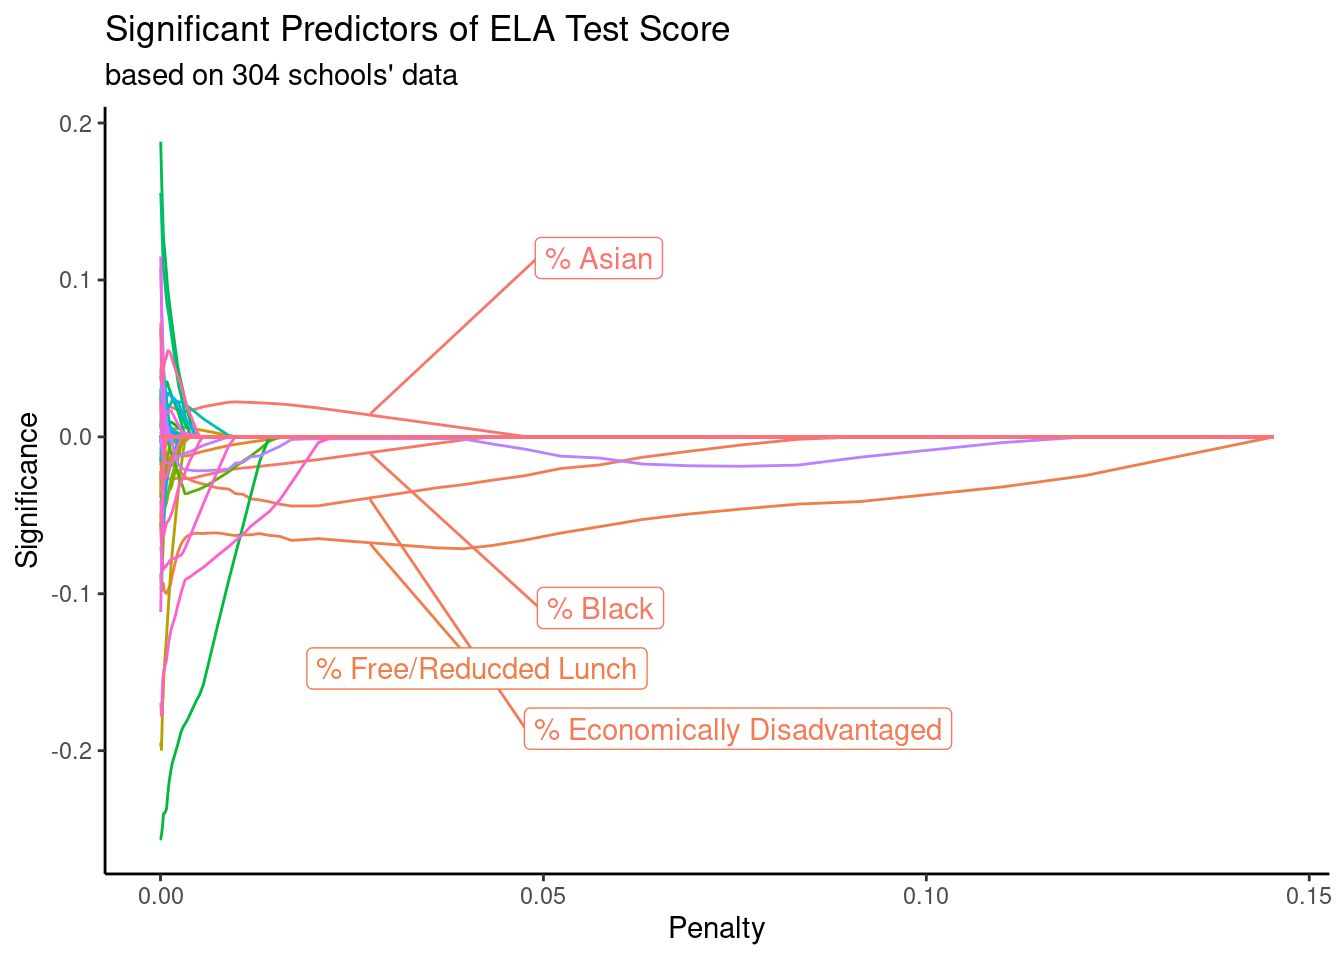 Significant Predictors of ELA Test Score
based on 304 schools' data
0.2
0.1
0.0
-0.1
-0.2
Significance
% Asian
% Black
% Free/Reducded Lunch
% Economically Disadvantaged
0.00
0.05
0.10
0.15
Penalty